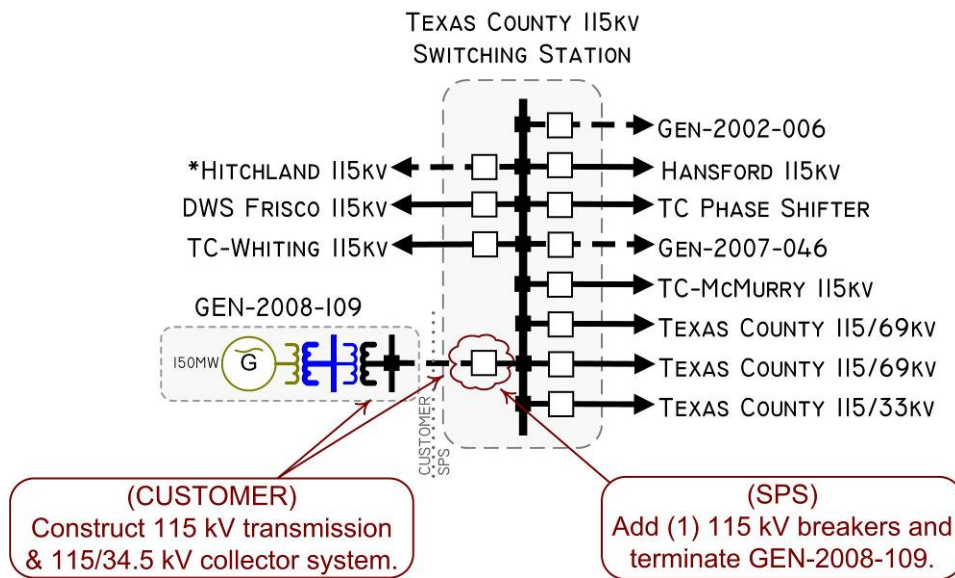 TEXAS COUNTY 115KV
SWITCHING STATION
GEN-2002-006
*HITCHLAND 115KV
HANSFORD 115KV
DWS FRISCO 115KV
TC PHASE SHIFTER
TC-WHITING 115KV
GEN-2007-046
TC-MCMURRY 115KV
GEN-2008-109
TEXAS COUNTY 115/69KV
150MW
G
TEXAS COUNTY 115/69KV
TEXAS COUNTY 115/33KV
CUSTOMER
SPS
(CUSTOMER)
Construct 115 kV transmission
& 115/34.5 kV collector system.
(SPS)
Add (1) 115 kV breakers and
terminate GEN-2008-109.